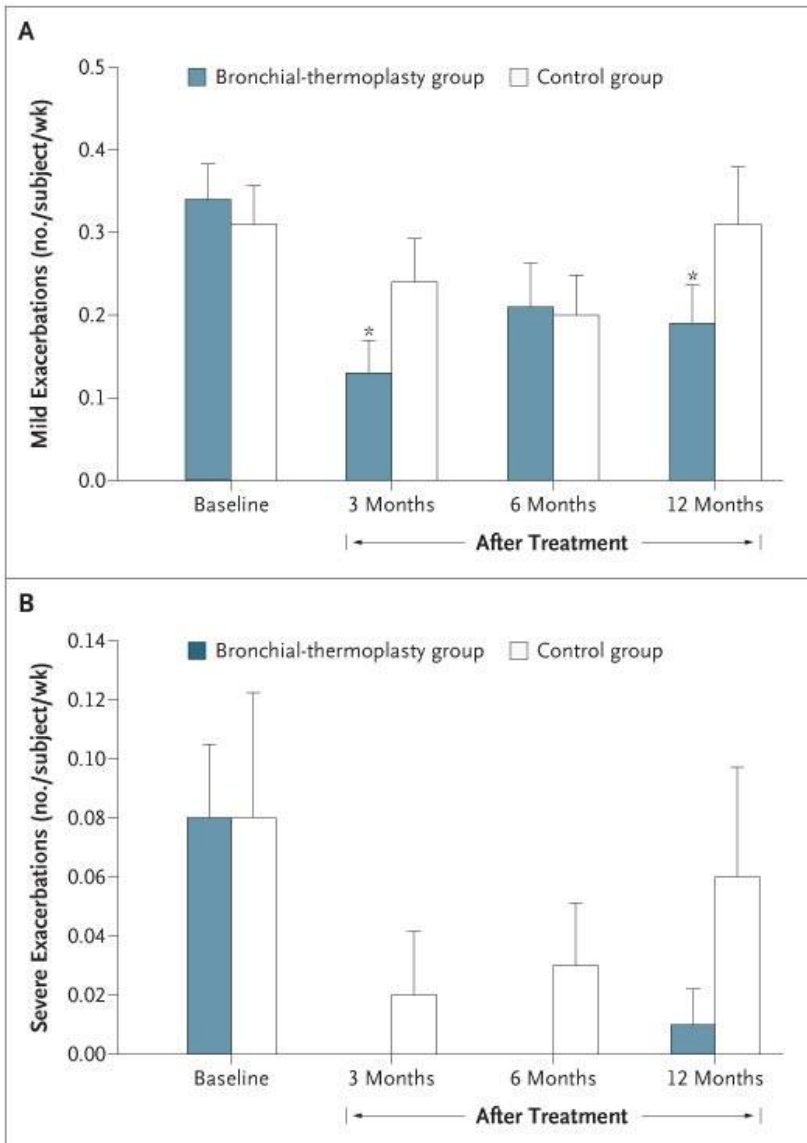 A
0.5
Bronchial-thermoplasty group
Control group
0.4
0.3
0.2
0.1
0.0
Mild Exacerbations (no./subject/wk)
*
*
Baseline
3 Months
6 Months
12 Months
After Treatment
B
0.14
Bronchial-thermoplasty group
Control group
0.12
0.10
0.08
0.06
0.04
0.02
0.00
Severe Exacerbations (no./subject/wk)
Baseline
3 Months
6 Months
12 Months
After Treatment